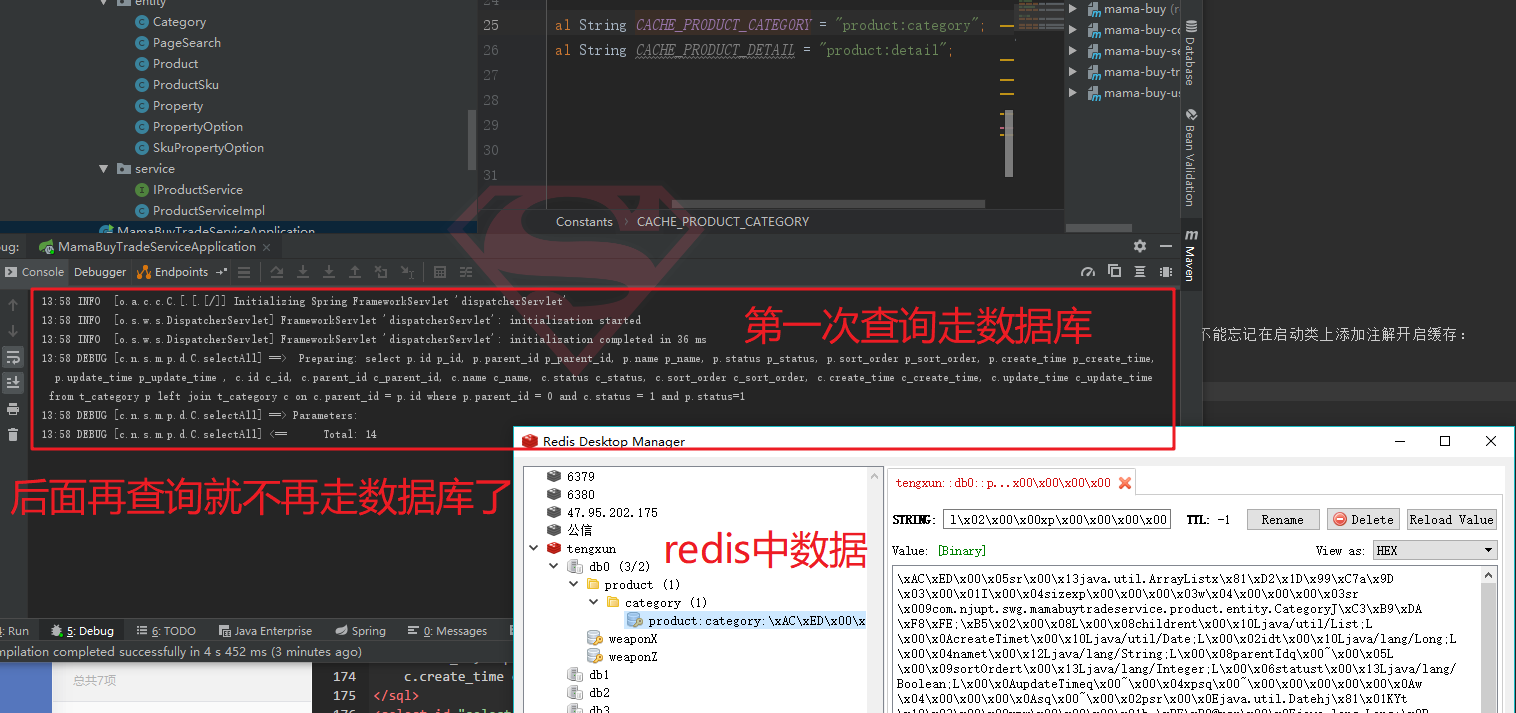 entity
Category
PageSearch
Product
ProductSku
Property
PropertyOption
SkuPropertyOption
service
IProductService
ProductServiceImpl
MamaBuyTradeServiceApplication
24
25 al String CACHE_PRODUCT_CATEGORY = "product:category";
26 al String CACHE_PRODUCT_DETAIL = "product:detail";
27
28
29
30
31
Constants › CACHE_PRODUCT_CATEGORY
mama-buy
mama-buy-co
mama-buy-se
mama-buy-tr
mama-buy-us
Database
Bean Validation
m Maven
不能忘记在启动类上添加注解开启缓存：
ug: MamaBuyTradeServiceApplication ×
Console Debugger Endpoints
13:58 INFO [o.a.c.c.C.[.[.[/]] Initializing Spring FrameworkServlet 'dispatcherServlet'
13:58 INFO [o.s.w.s.DispatcherServlet] FrameworkServlet 'dispatcherServlet': initialization started
13:58 INFO [o.s.w.s.DispatcherServlet] FrameworkServlet 'dispatcherServlet': initialization completed in 36 ms
13:58 DEBUG [c.n.s.m.p.d.C.selectAll] ==> Preparing: select p.id p_id, p.parent_id p_parent_id, p.name p_name, p.status p_status, p.sort_order p_sort_order, p.create_time p_create_time,
p.update_time p_update_time , c.id c_id, c.parent_id c_parent_id, c.name c_name, c.status c_status, c.sort_order c_sort_order, c.create_time c_create_time, c.update_time c_update_time
from t_category p left join t_category c on c.parent_id = p.id where p.parent_id = 0 and c.status = 1 and p.status=1
13:58 DEBUG [c.n.s.m.p.d.C.selectAll] ==> Parameters:
13:58 DEBUG [c.n.s.m.p.d.C.selectAll] <== Total: 14
第一次查询走数据库
后面再查询就不再走数据库了
Redis Desktop Manager
6379
6380
47.95.202.175
公信
tengxun
db0 (3/2)
product (1)
category (1)
product:category:\xAC\xED\x00\x
weaponX
weaponZ
db1
db2
db3
redis中数据
tengxun::db0::p...x00\x00\x00\x00
STRING: l\x02\x00\x00xp\x00\x00\x00\x00 TTL: -1 Rename Delete Reload Value
Value: [Binary] View as: HEX
\xAC\xED\x00\x05sr\x00\x13java.util.ArrayListx\x81\xD2\x1D\x99\xC7a\x9D
\x03\x00\x01I\x00\x04sizexp\x00\x00\x00\x03w\x04\x00\x00\x00\x03sr
\x009com.njupt.swg.mamabuytradeservice.product.entity.CategoryJ\xC3\xB9\xDA
\xF8\xFE;\xB5\x02\x00\x08L\x00\x08childrent\x00\x10Ljava/util/List;L
\x00\x0AcreateTimet\x00\x10Ljava/util/Date;L\x00\x02idt\x00\x10Ljava/lang/Long;L
\x00\x04namet\x00\x12Ljava/lang/String;L\x00\x08parentIdq\x00~\x00\x05L
\x00\x09sortOrdert\x00\x13Ljava/lang/Integer;L\x00\x06statust\x00\x13Ljava/lang/
Boolean;L\x00\x0AupdateTimeq\x00~\x00\x04xpsq\x00~\x00\x00\x00\x00\x00\x0Aw
\x04\x00\x00\x00\x0Asq\x00~\x00\x02psr\x00\x0Ejava.util.Datehj\x81\x01KYt
: Run 5: Debug 6: TODO Java Enterprise Spring 0: Messages
mpilation completed successfully in 4 s 452 ms (3 minutes ago)
总共7项
174 c.create_time
175 </sql>